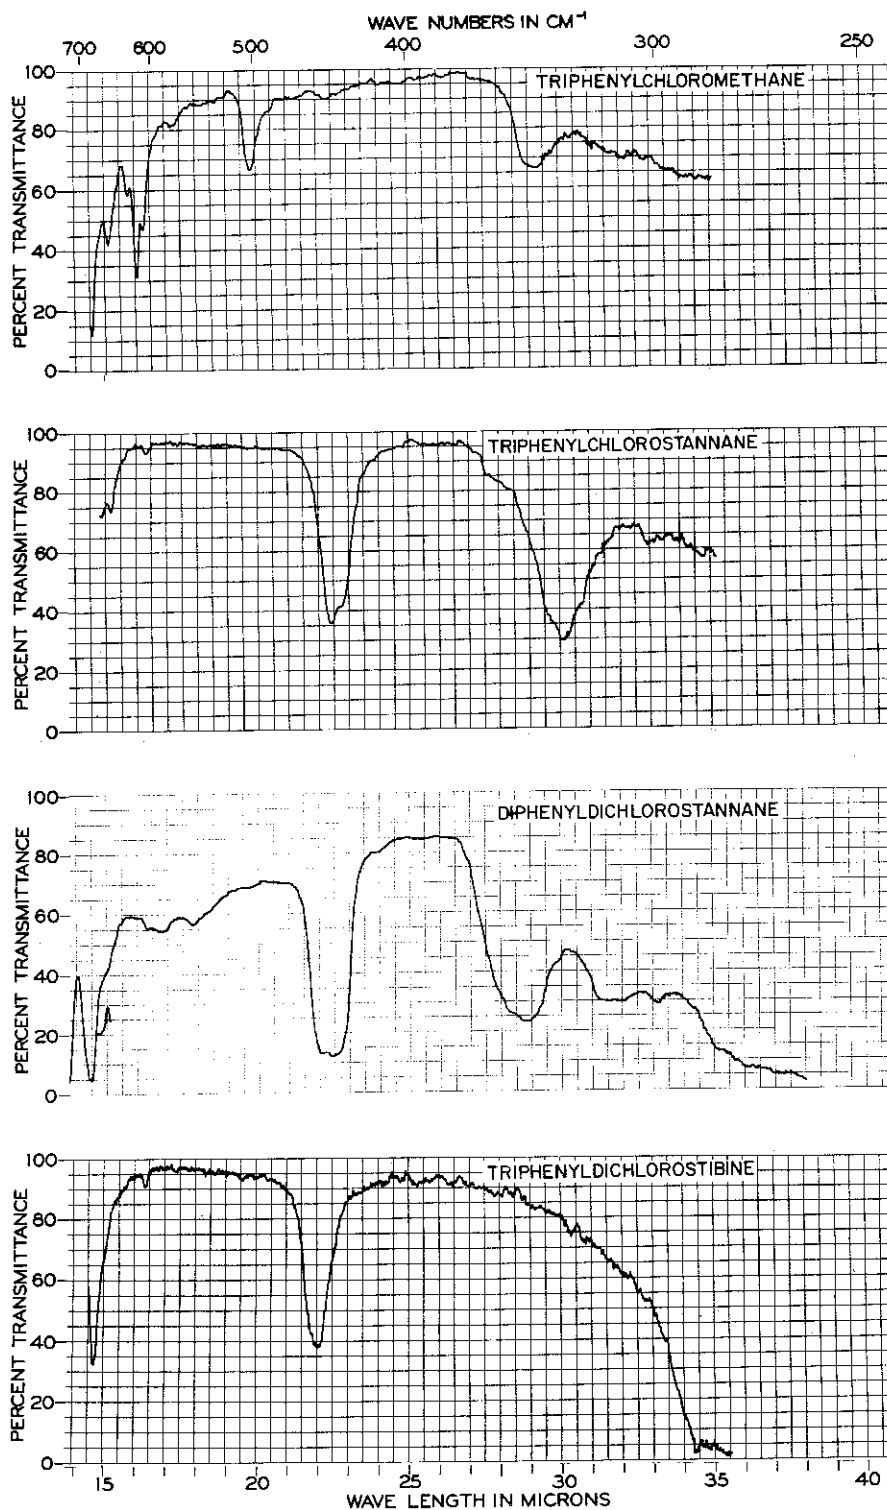 WAVE NUMBERS IN CM⁻¹
700 600 500 400 300 250
PERCENT TRANSMITTANCE
100
80
60
40
20
0
TRIPHENYLCHLOROMETHANE
PERCENT TRANSMITTANCE
100
80
60
40
20
0
TRIPHENYLCHLOROSTANNANE
PERCENT TRANSMITTANCE
100
80
60
40
20
0
DIPHENYLDICHLOROSTANNANE
PERCENT TRANSMITTANCE
100
80
60
40
20
0
TRIPHENYLDICHLOROSTIBINE
15 20 25 30 35 40
WAVE LENGTH IN MICRONS